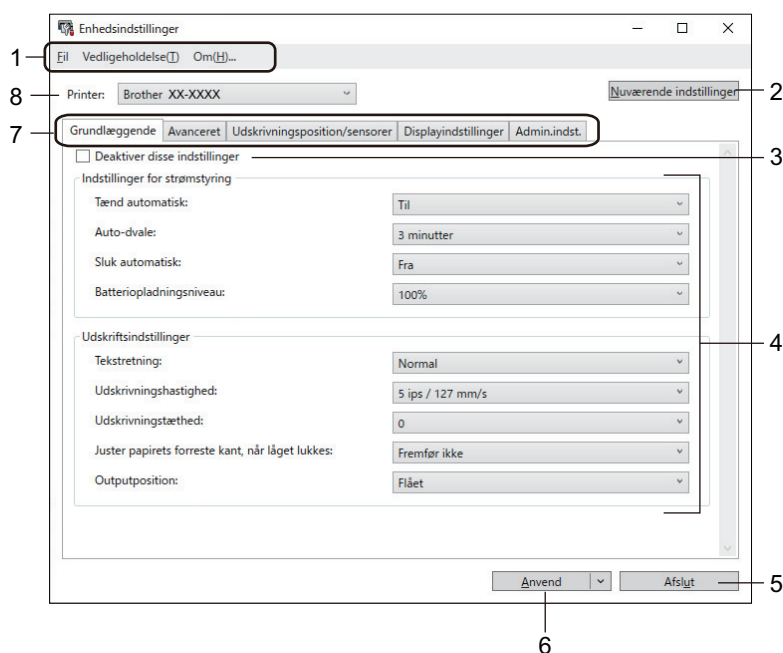 Enhedsindstillinger
1
Fil Vedligeholdelse(T) Om(H)...
8
Printer: Brother XX-XXXX
Nuværende indstillinger
2
7
Grundlæggende Avanceret Udskrivningsposition/sensorer Displayindstillinger Admin.indst.
Deaktiver disse indstillinger
3
Indstillinger for strømstyring
Tænd automatisk: Til
Auto-dvale: 3 minutter
Sluk automatisk: Fra
Batteriopladningsniveau: 100%
4
Udskriftsindstillinger
Tekstretning: Normal
Udskrivningshastighed: 5 ips / 127 mm/s
Udskrivningstæthed: 0
Juster papirets forreste kant, når låget lukkes: Fremfør ikke
Outputposition: Flået
Anvend
Afslut
5
6